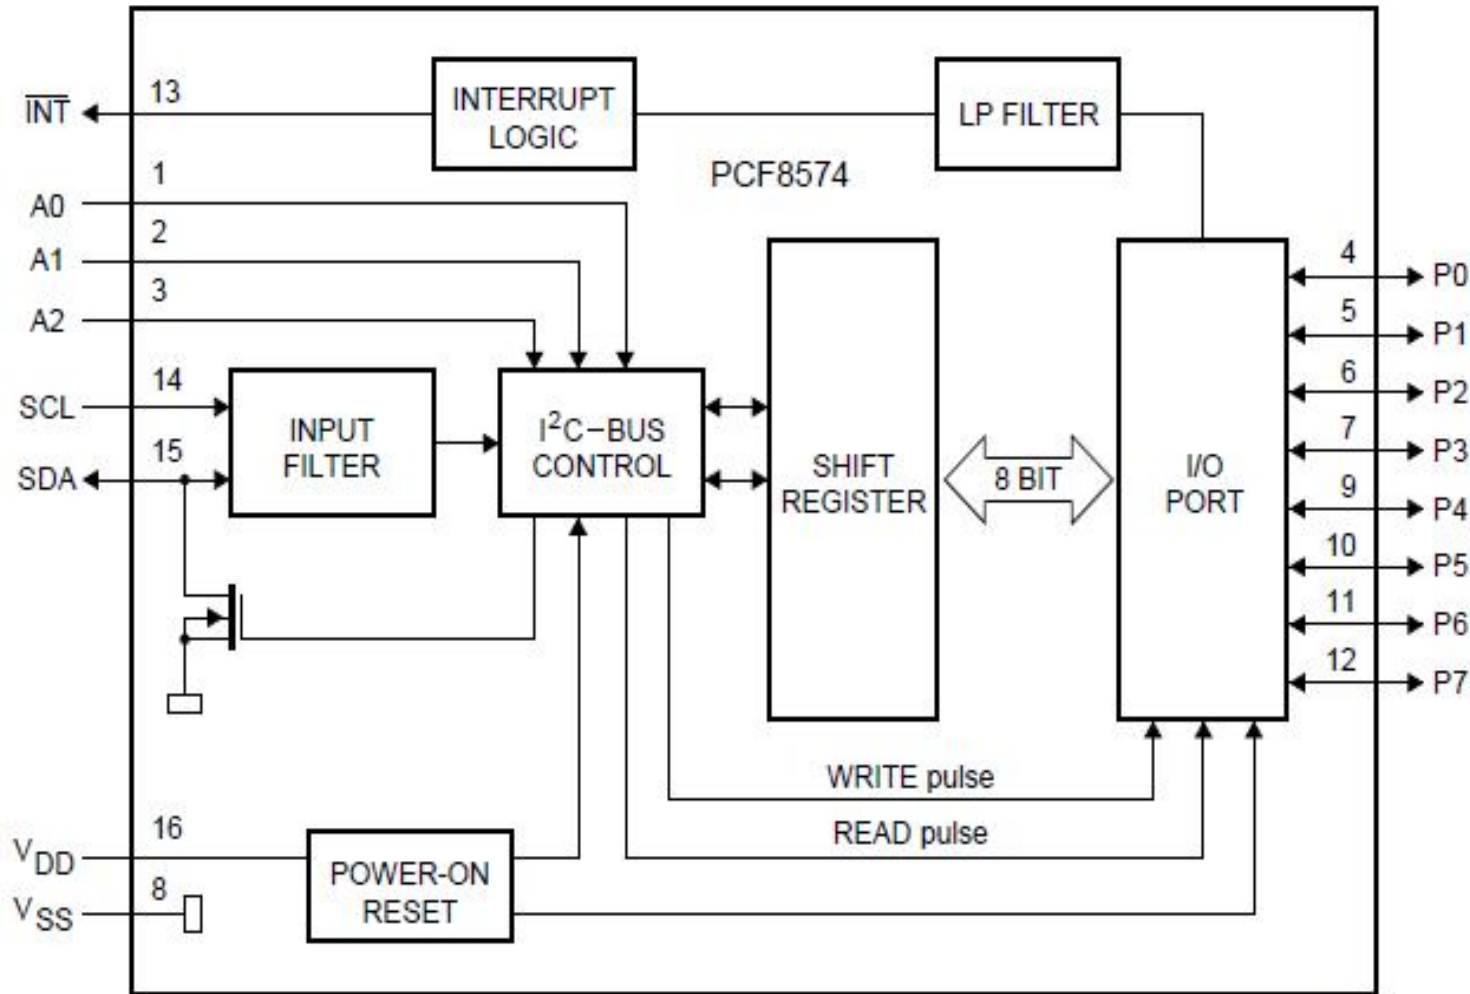 13
INT
INTERRUPT
LOGIC
LP FILTER
PCF8574
1
A0
2
A1
3
A2
14
SCL
15
SDA
INPUT
FILTER
I²C–BUS
CONTROL
SHIFT
REGISTER
8 BIT
I/O
PORT
4
P0
5
P1
6
P2
7
P3
9
P4
10
P5
11
P6
12
P7
WRITE pulse
READ pulse
16
VDD
8
VSS
POWER-ON
RESET